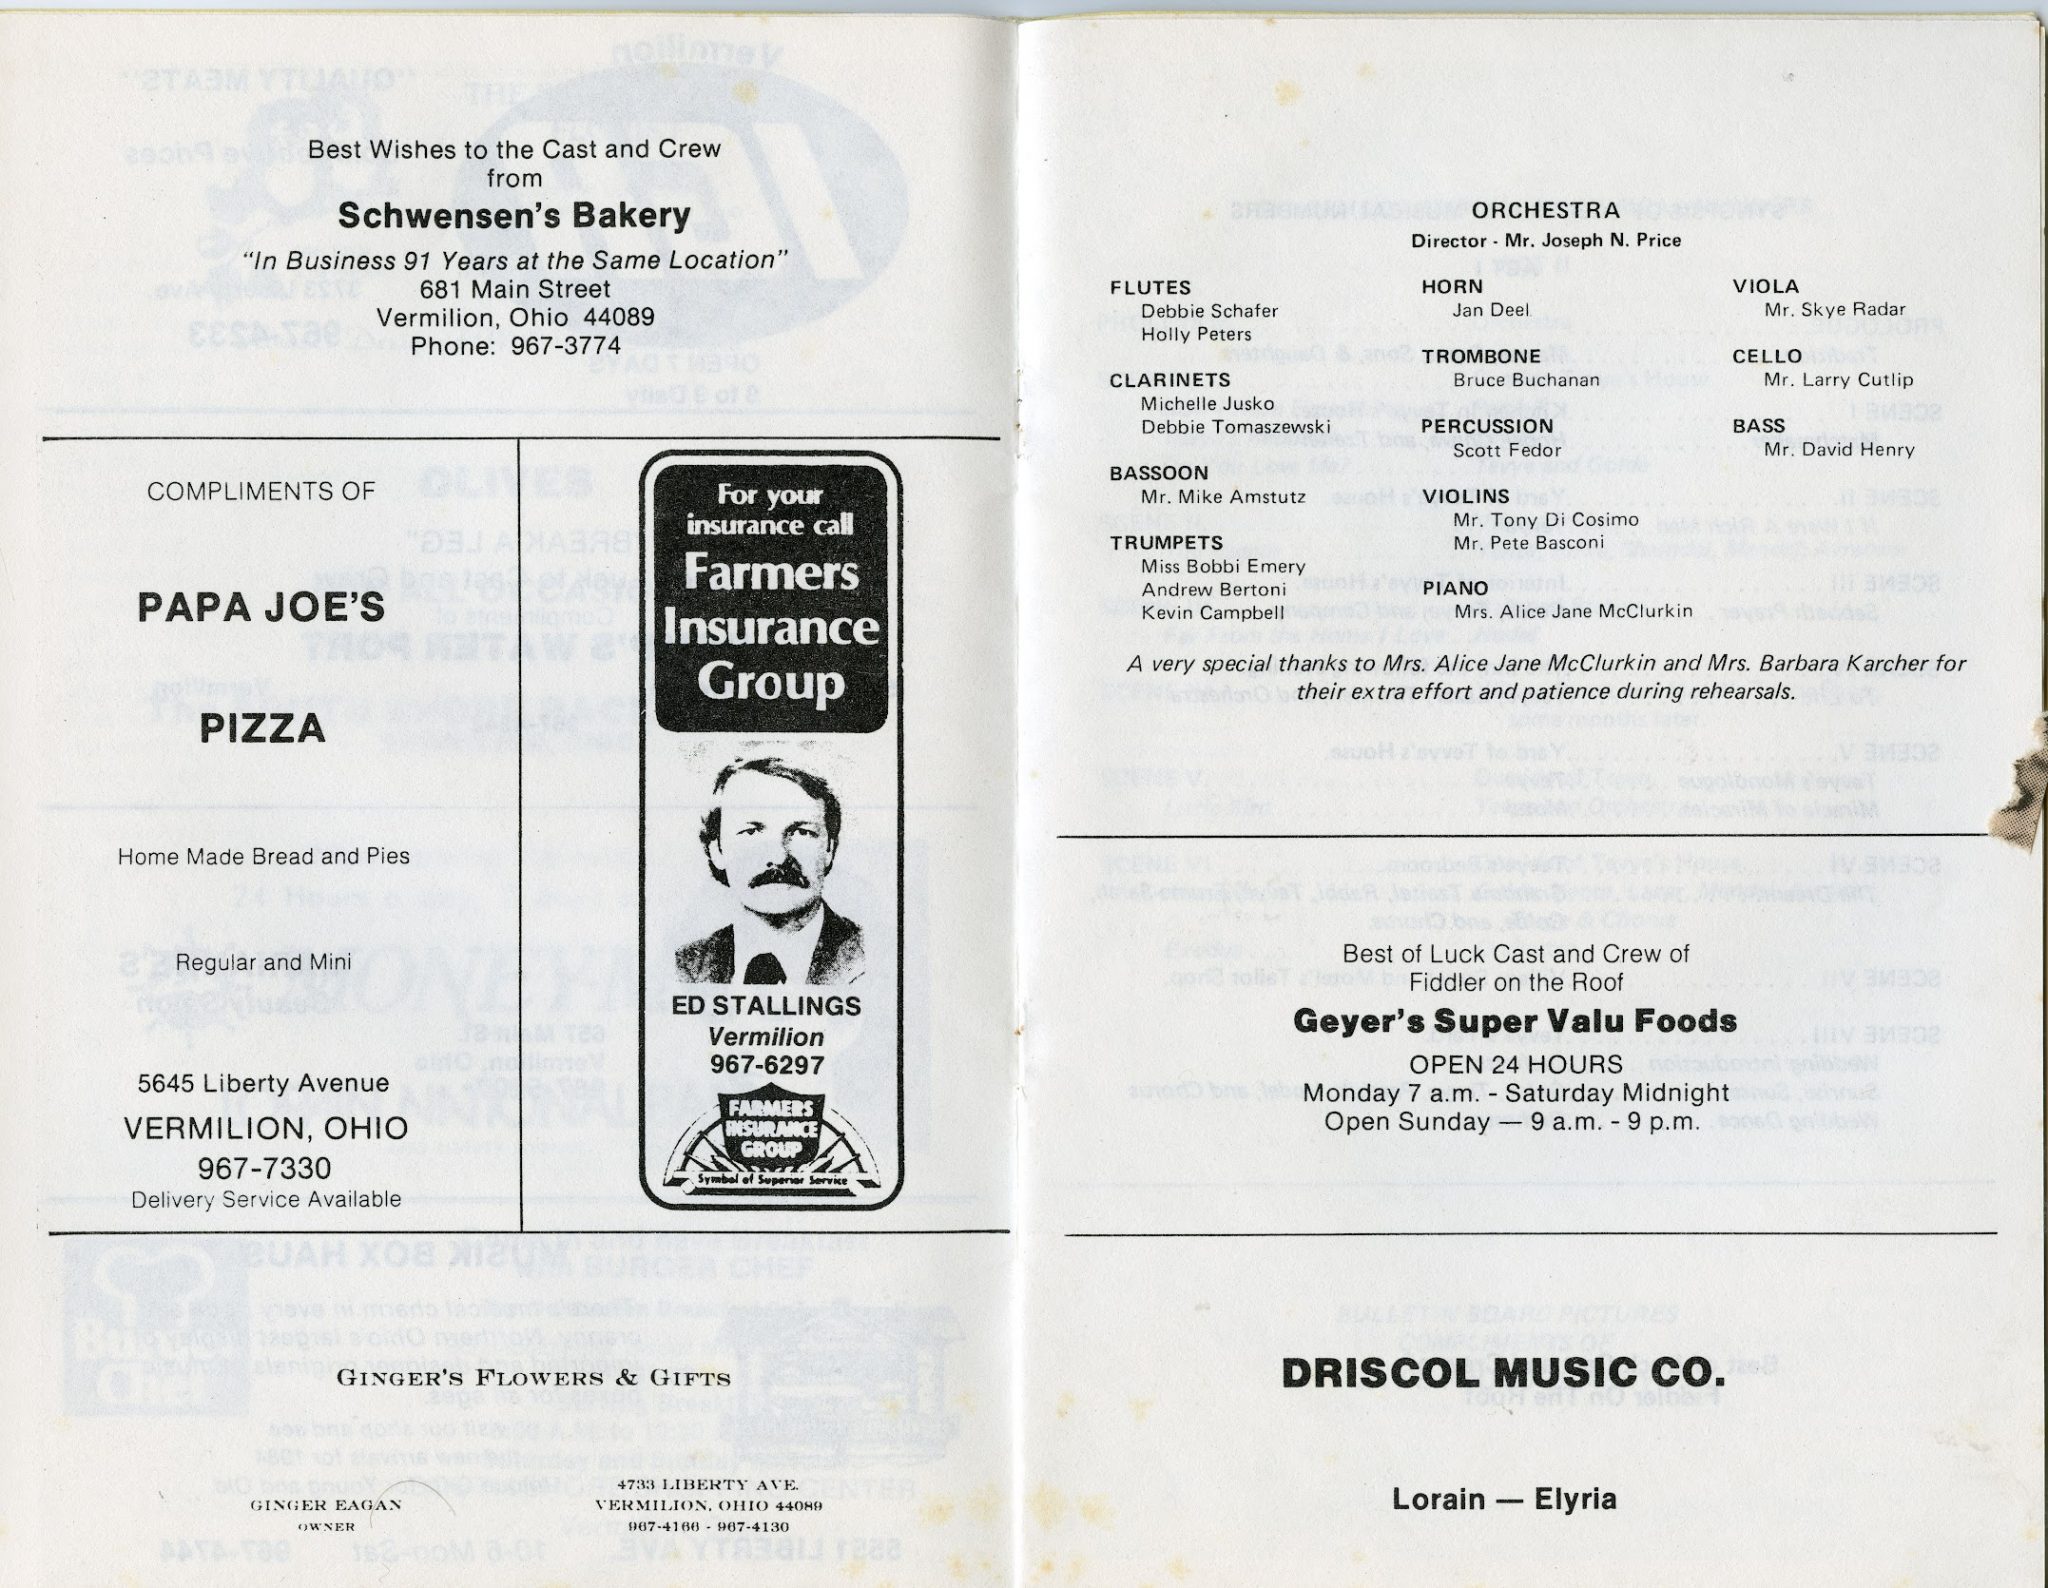 Best Wishes to the Cast and Crew
from
Schwensen's Bakery
"In Business 91 Years at the Same Location"
681 Main Street
Vermilion, Ohio 44089
Phone: 967-3774
COMPLIMENTS OF
PAPA JOE'S
PIZZA
Home Made Bread and Pies
Regular and Mini
5645 Liberty Avenue
VERMILION, OHIO
967-7330
Delivery Service Available
For your
insurance call
Farmers
Insurance
Group
ED STALLINGS
Vermilion
967-6297
FARMERS
INSURANCE
GROUP
Symbol of Superior Service
GINGER'S FLOWERS & GIFTS
GINGER EAGAN
OWNER
4733 LIBERTY AVE.
VERMILION, OHIO 44089
967-4166 - 967-4130
ORCHESTRA
Director - Mr. Joseph N. Price
FLUTES
Debbie Schafer
Holly Peters
CLARINETS
Michelle Jusko
Debbie Tomaszewski
BASSOON
Mr. Mike Amstutz
TRUMPETS
Miss Bobbi Emery
Andrew Bertoni
Kevin Campbell
HORN
Jan Deel
TROMBONE
Bruce Buchanan
PERCUSSION
Scott Fedor
VIOLINS
Mr. Tony Di Cosimo
Mr. Pete Basconi
PIANO
Mrs. Alice Jane McClurkin
VIOLA
Mr. Skye Radar
CELLO
Mr. Larry Cutlip
BASS
Mr. David Henry
A very special thanks to Mrs. Alice Jane McClurkin and Mrs. Barbara Karcher for
their extra effort and patience during rehearsals.
Best of Luck Cast and Crew of
Fiddler on the Roof
Geyer's Super Valu Foods
OPEN 24 HOURS
Monday 7 a.m. - Saturday Midnight
Open Sunday — 9 a.m. - 9 p.m.
DRISCOL MUSIC CO.
Lorain — Elyria